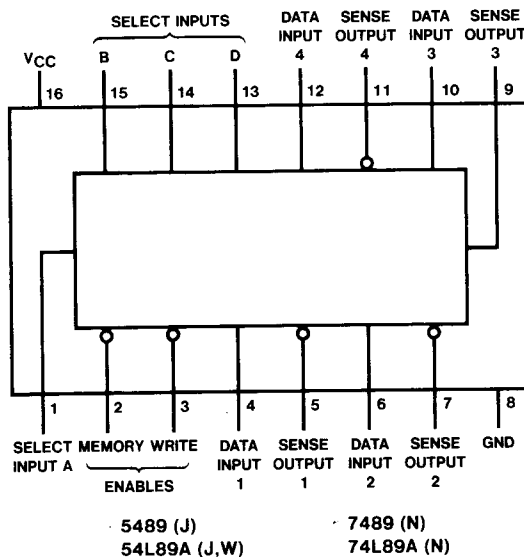 SELECT INPUTS
DATA INPUT 4
SENSE OUTPUT 4
DATA INPUT 3
SENSE OUTPUT 3
VCC
B
C
D
16
15
14
13
12
11
10
9
1
2
3
4
5
6
7
8
SELECT INPUT A
MEMORY
WRITE
ENABLES
DATA INPUT 1
SENSE OUTPUT 1
DATA INPUT 2
SENSE OUTPUT 2
GND
5489 (J)
7489 (N)
54L89A (J,W)
74L89A (N)